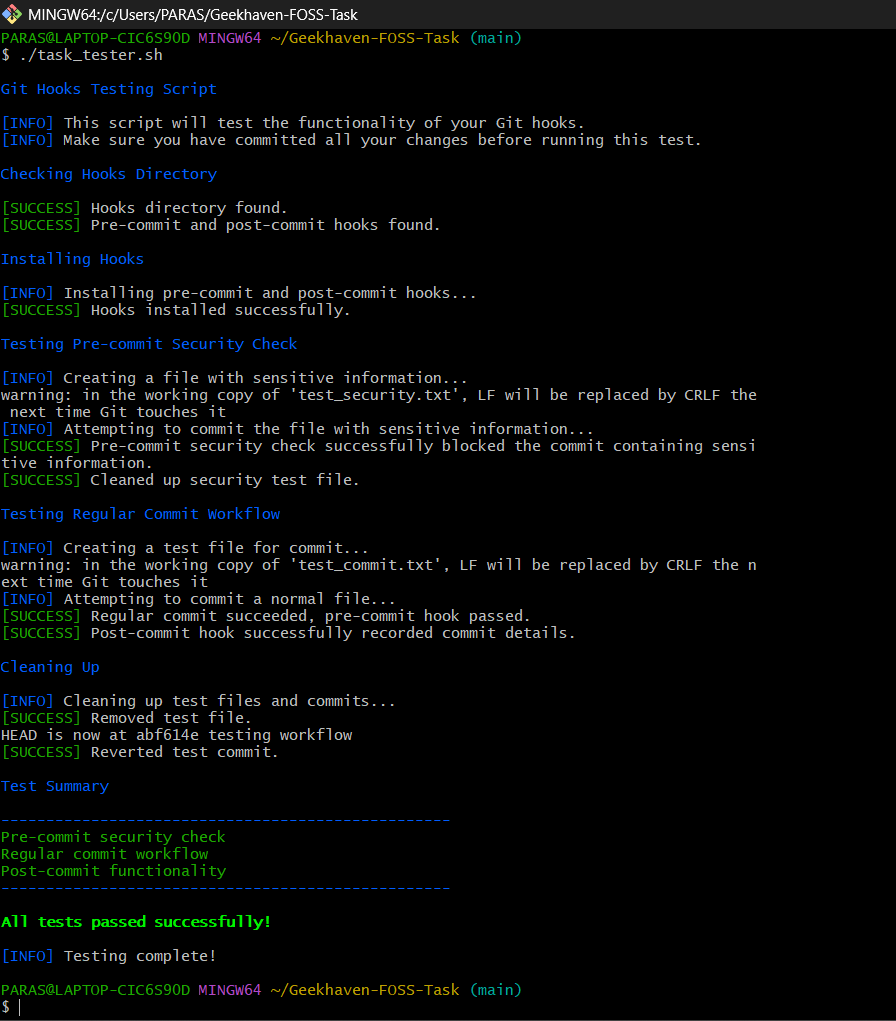 MINGW64:/c/Users/PARAS/Geekhaven-FOSS-Task
PARAS@LAPTOP-CIC6S9OD MINGW64 ~/Geekhaven-FOSS-Task (main)
$ ./task_tester.sh
Git Hooks Testing Script
[INFO] This script will test the functionality of your Git hooks.
[INFO] Make sure you have committed all your changes before running this test.
Checking Hooks Directory
[SUCCESS] Hooks directory found.
[SUCCESS] Pre-commit and post-commit hooks found.
Installing Hooks
[INFO] Installing pre-commit and post-commit hooks...
[SUCCESS] Hooks installed successfully.
Testing Pre-commit Security Check
[INFO] Creating a file with sensitive information...
warning: in the working copy of 'test_security.txt', LF will be replaced by CRLF the
 next time Git touches it
[INFO] Attempting to commit the file with sensitive information...
[SUCCESS] Pre-commit security check successfully blocked the commit containing sensi
tive information.
[SUCCESS] Cleaned up security test file.
Testing Regular Commit Workflow
[INFO] Creating a test file for commit...
warning: in the working copy of 'test_commit.txt', LF will be replaced by CRLF the n
ext time Git touches it
[INFO] Attempting to commit a normal file...
[SUCCESS] Regular commit succeeded, pre-commit hook passed.
[SUCCESS] Post-commit hook successfully recorded commit details.
Cleaning Up
[INFO] Cleaning up test files and commits...
[SUCCESS] Removed test file.
HEAD is now at abf614e testing workflow
[SUCCESS] Reverted test commit.
Test Summary
--------------------------------------------------
Pre-commit security check
Regular commit workflow
Post-commit functionality
--------------------------------------------------
All tests passed successfully!
[INFO] Testing complete!
PARAS@LAPTOP-CIC6S9OD MINGW64 ~/Geekhaven-FOSS-Task (main)
$